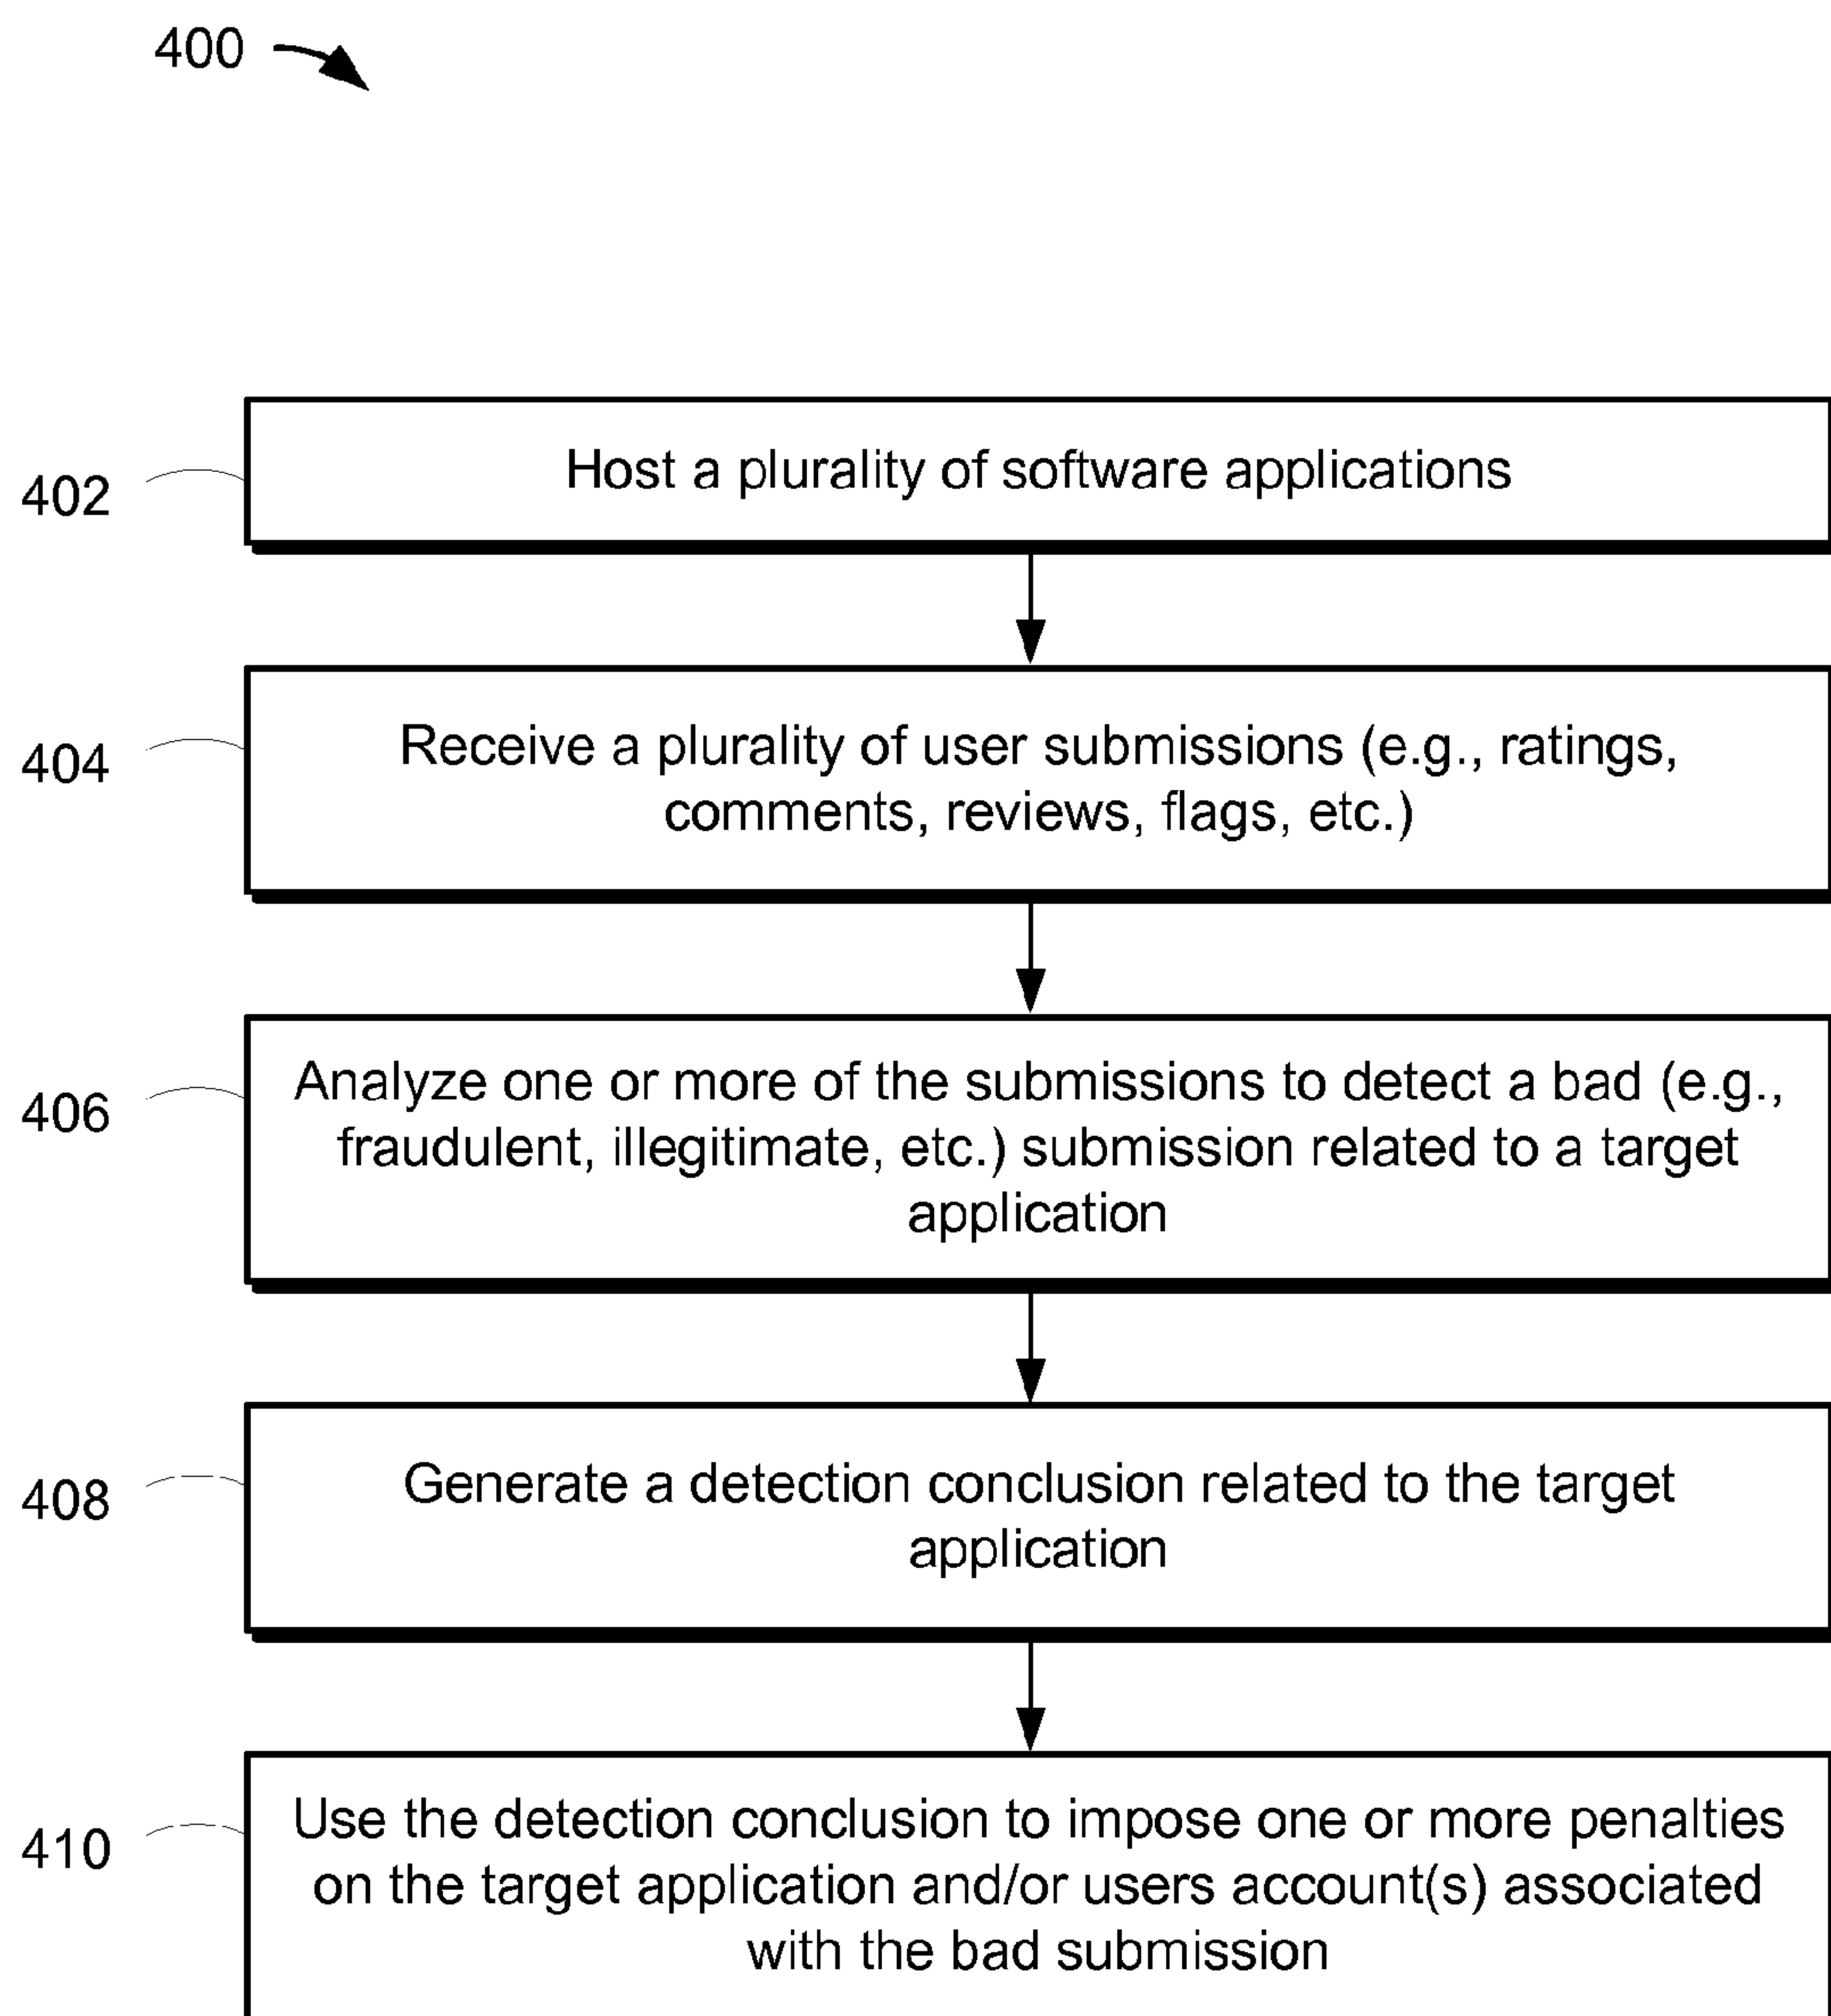 400
402
Host a plurality of software applications
404
Receive a plurality of user submissions (e.g., ratings,
comments, reviews, flags, etc.)
406
Analyze one or more of the submissions to detect a bad (e.g.,
fraudulent, illegitimate, etc.) submission related to a target
application
408
Generate a detection conclusion related to the target
application
410
Use the detection conclusion to impose one or more penalties
on the target application and/or users account(s) associated
with the bad submission